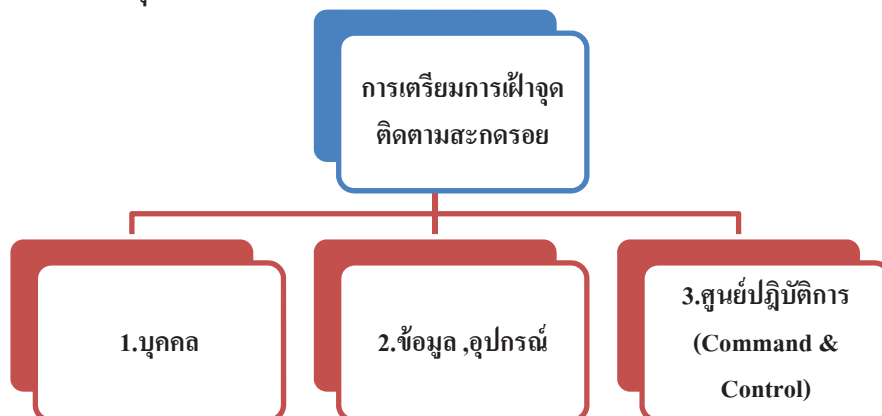 การเตรียมการเฝ้าจุด
ติดตามสะกดรอย
1.บุคคล
2.ข้อมูล ,อุปกรณ์
3.ศูนย์ปฎิบัติการ
(Command &
Control)